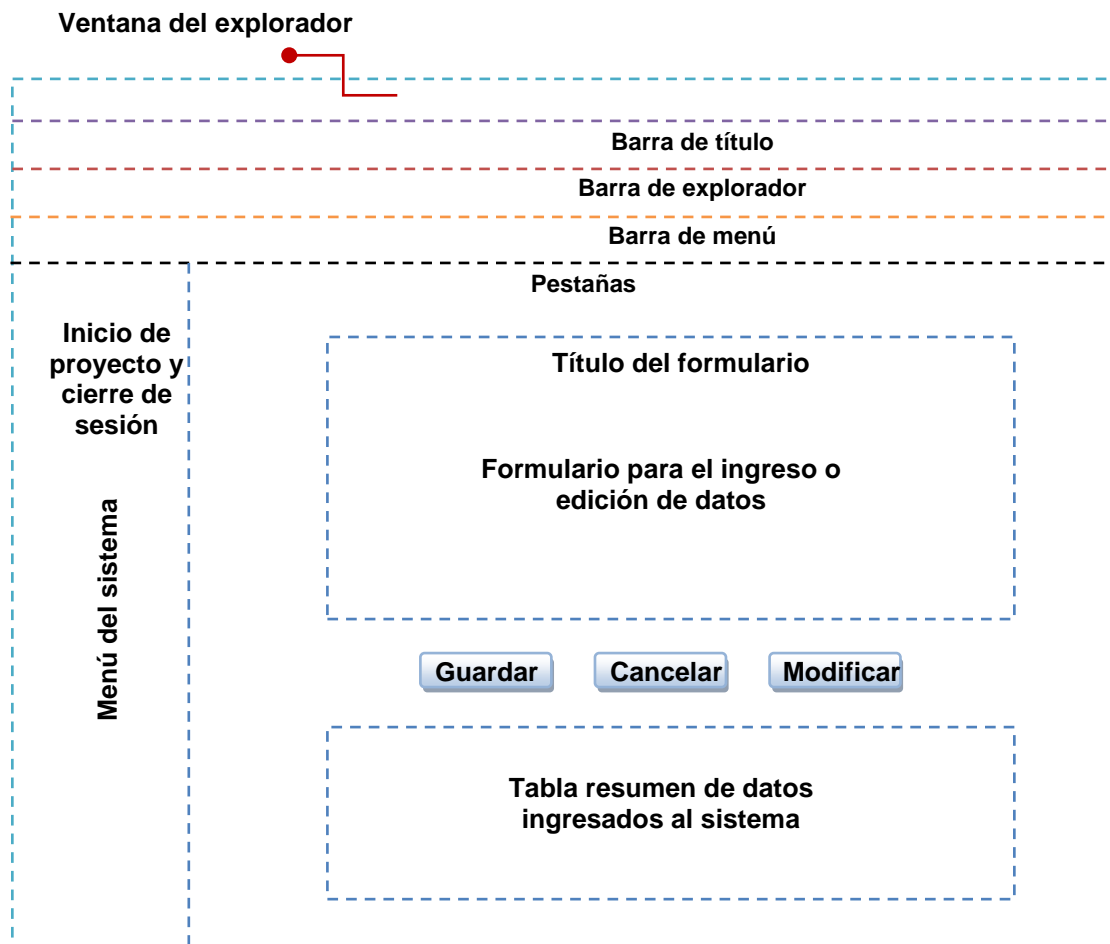 Ventana del explorador
Barra de título
Barra de explorador
Barra de menú
Pestañas
Inicio de
proyecto y
cierre de
sesión
Menú del sistema
Título del formulario
Formulario para el ingreso o
edición de datos
Guardar
Cancelar
Modificar
Tabla resumen de datos
ingresados al sistema